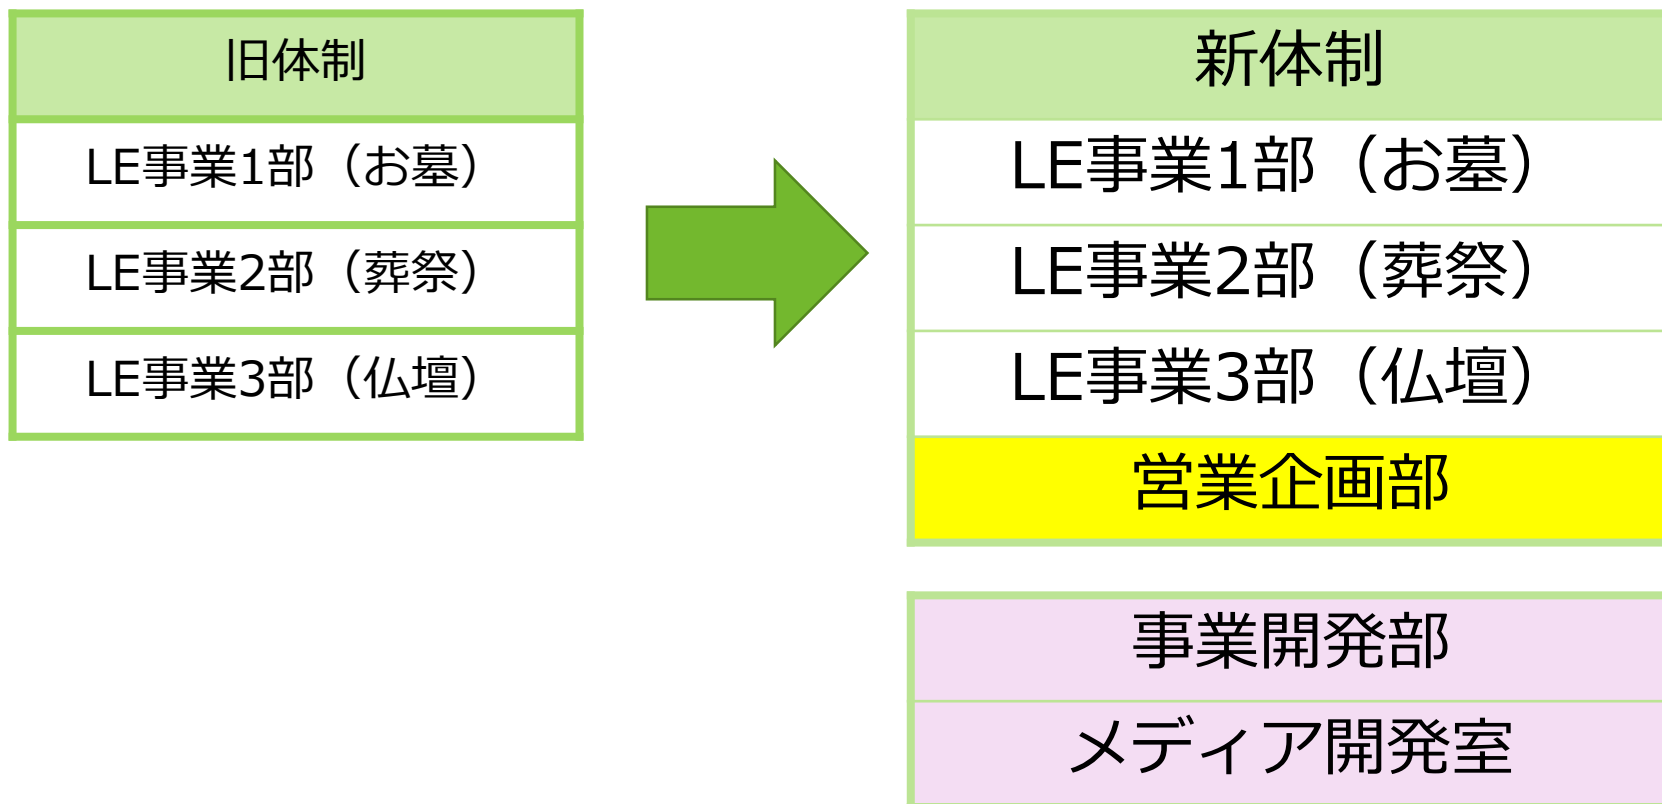 旧体制
LE事業1部（お墓）
LE事業2部（葬祭）
LE事業3部（仏壇）
新体制
LE事業1部（お墓）
LE事業2部（葬祭）
LE事業3部（仏壇）
営業企画部
事業開発部
メディア開発室